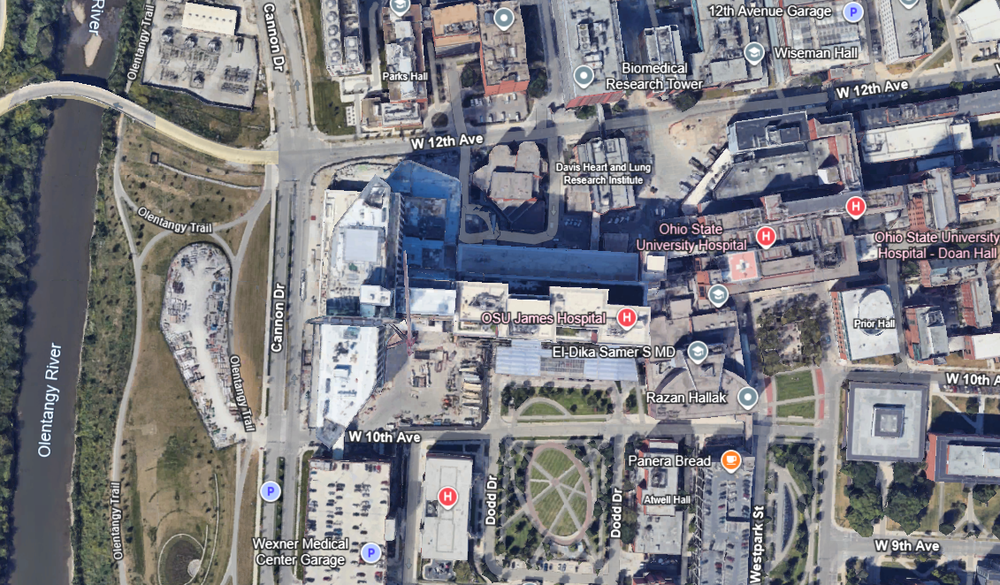 River
Olentangy Trail
Cannon Dr
12th Avenue Garage
P
Wiseman Hall
Parks Hall
Biomedical
Research Tower
W 12th Ave
W 12th Ave
Davis Heart and Lung
Research Institute
Olentangy Trail
H
Ohio State
University Hospital
H
Ohio State University
Hospital - Doan Hall
Cannon Dr
OSU James Hospital
H
Prior Hall
El-Dika Samer S MD
Olentangy River
Olentangy Trail
Razan Hallak
W 10th A
W 10th Ave
Panera Bread
P
H
Dodd Dr
Dodd Dr
Atwell Hall
Olentangy Trail
Westpark St
W 9th Ave
Wexner Medical
Center Garage
P